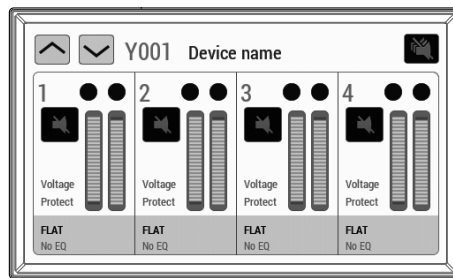 Y001 Device name
1 2 3 4
Voltage Voltage Voltage Voltage
Protect Protect Protect Protect
FLAT FLAT FLAT FLAT
No EQ No EQ No EQ No EQ